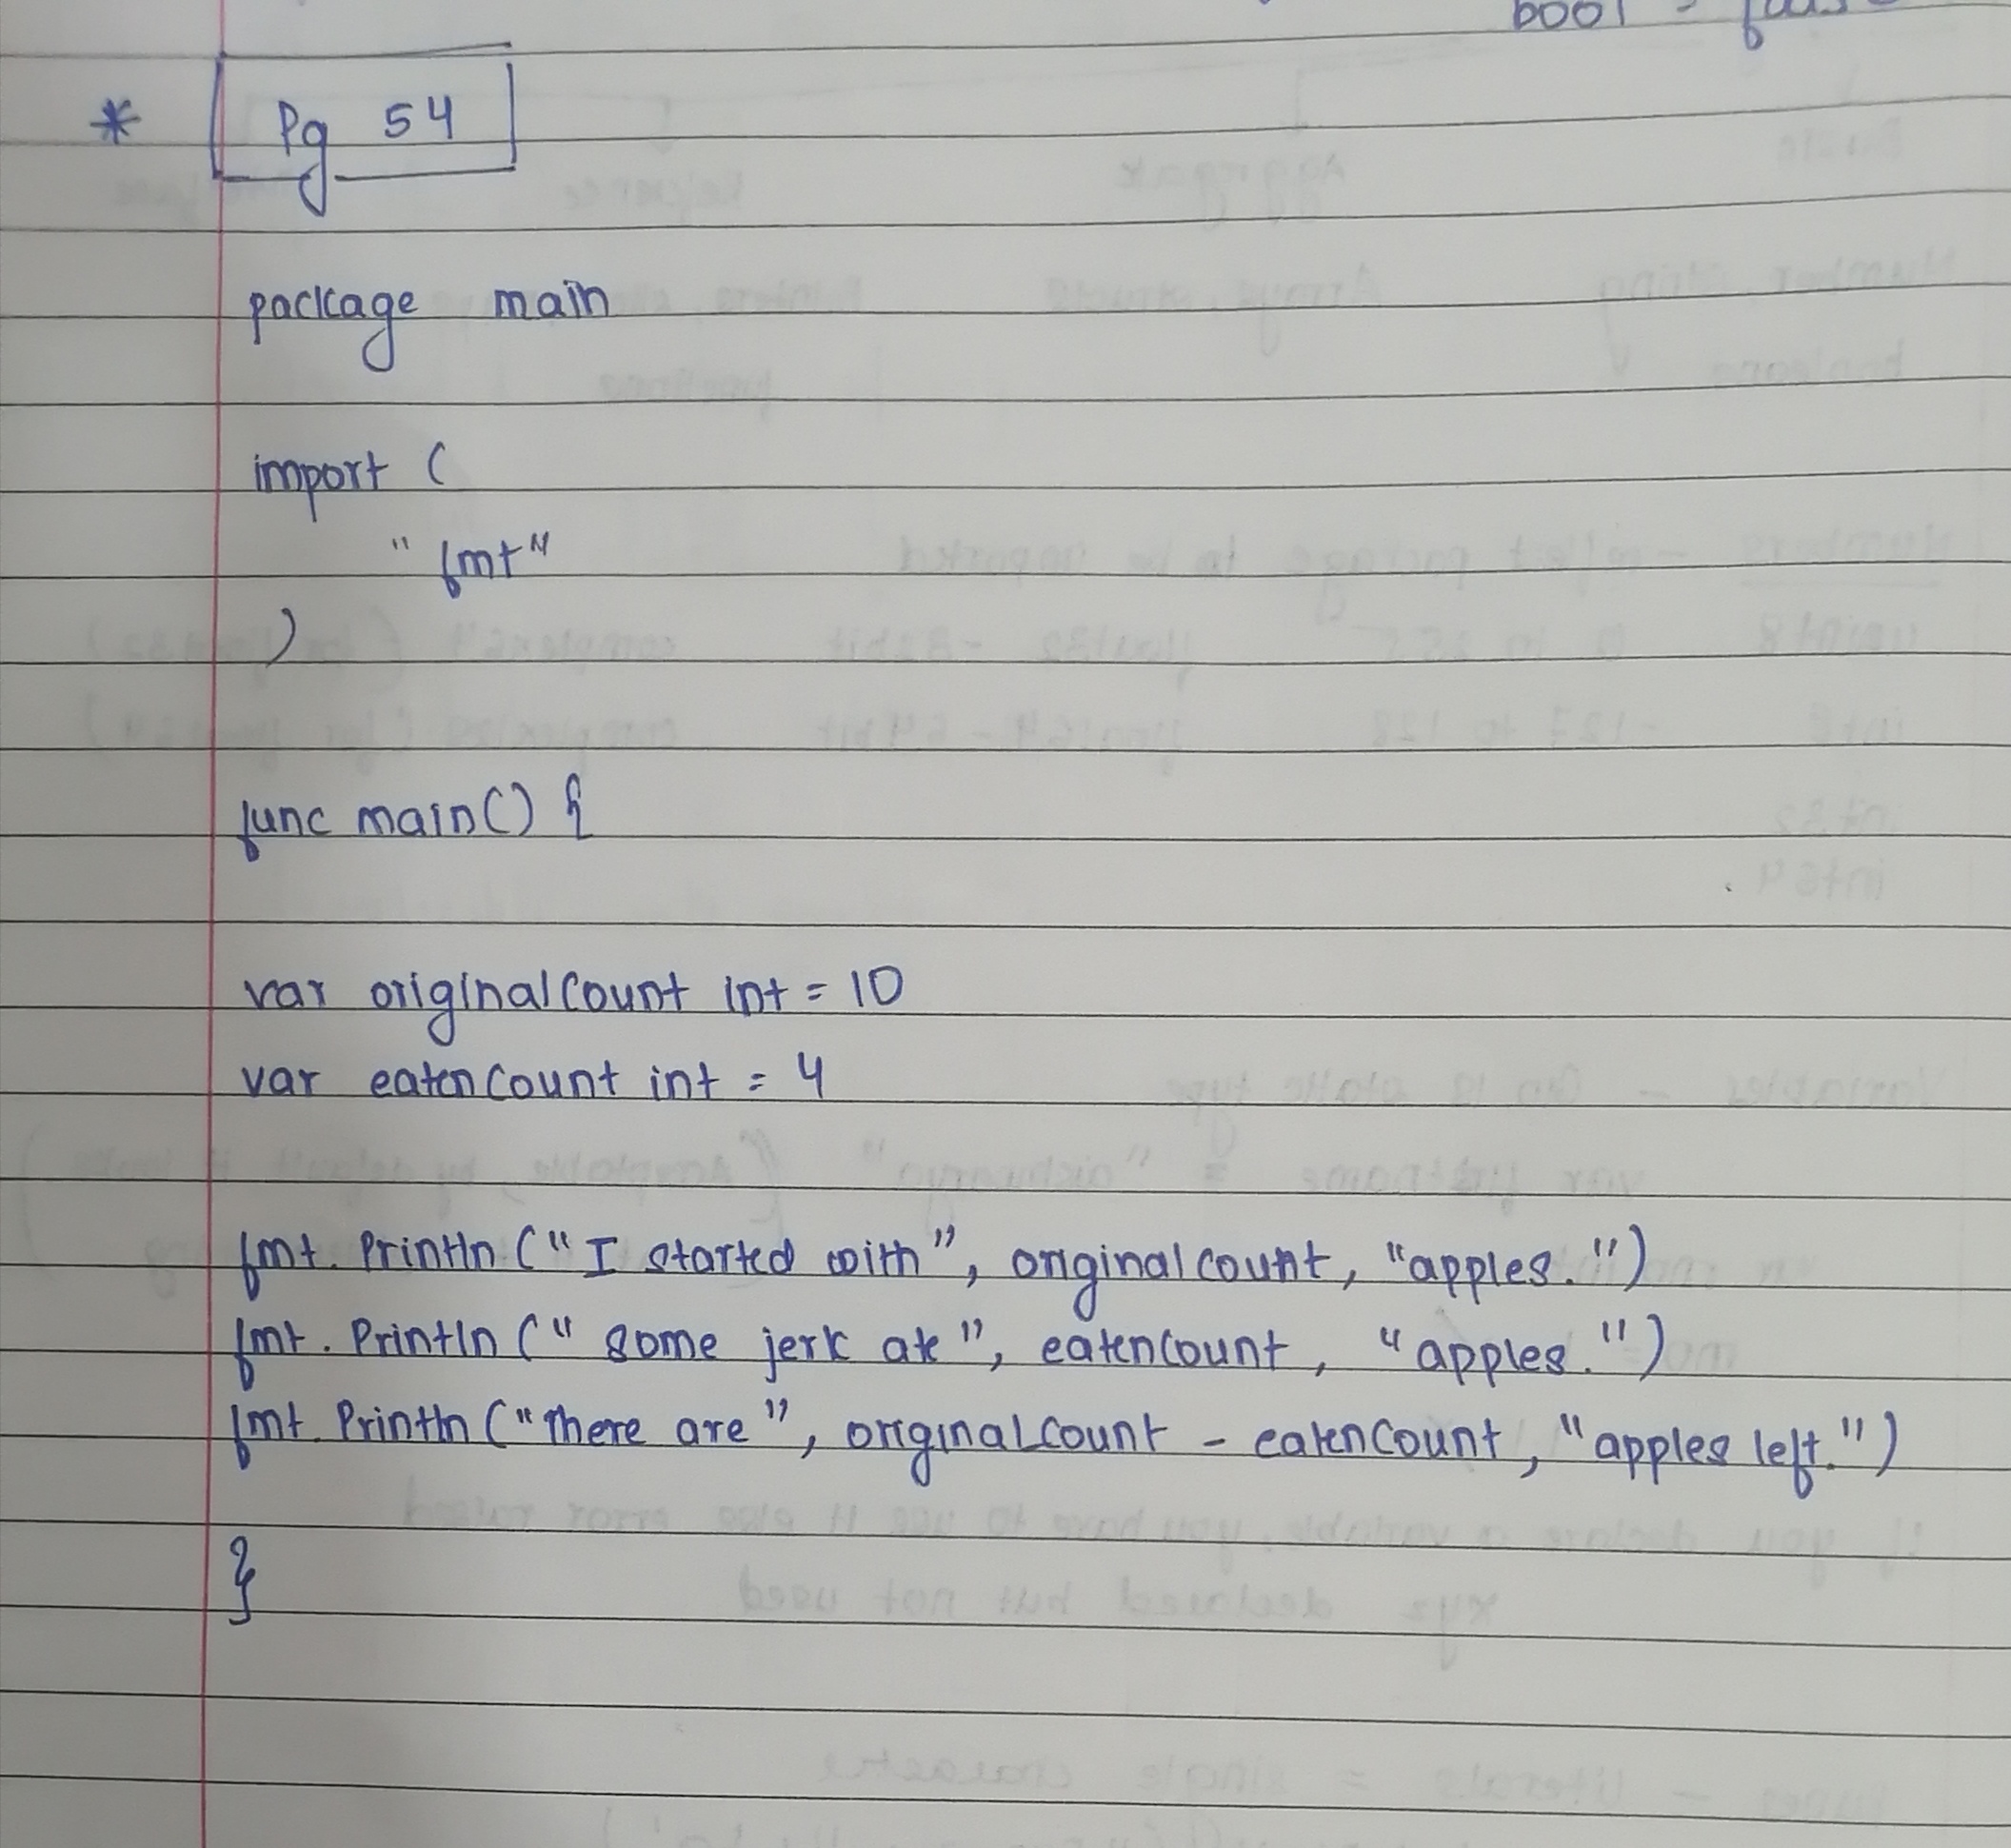 bool -
* Pg 54
package main
import (
"fmt"
)
func main() {
var originalCount int = 10
var eatenCount int = 4
fmt. Println ("I started with", originalcount, "apples.")
fmt. Println (" some jerk ate", eatencount, "apples.")
fmt. Println ("There are", originalcount - eatenCount, "apples left.")
}